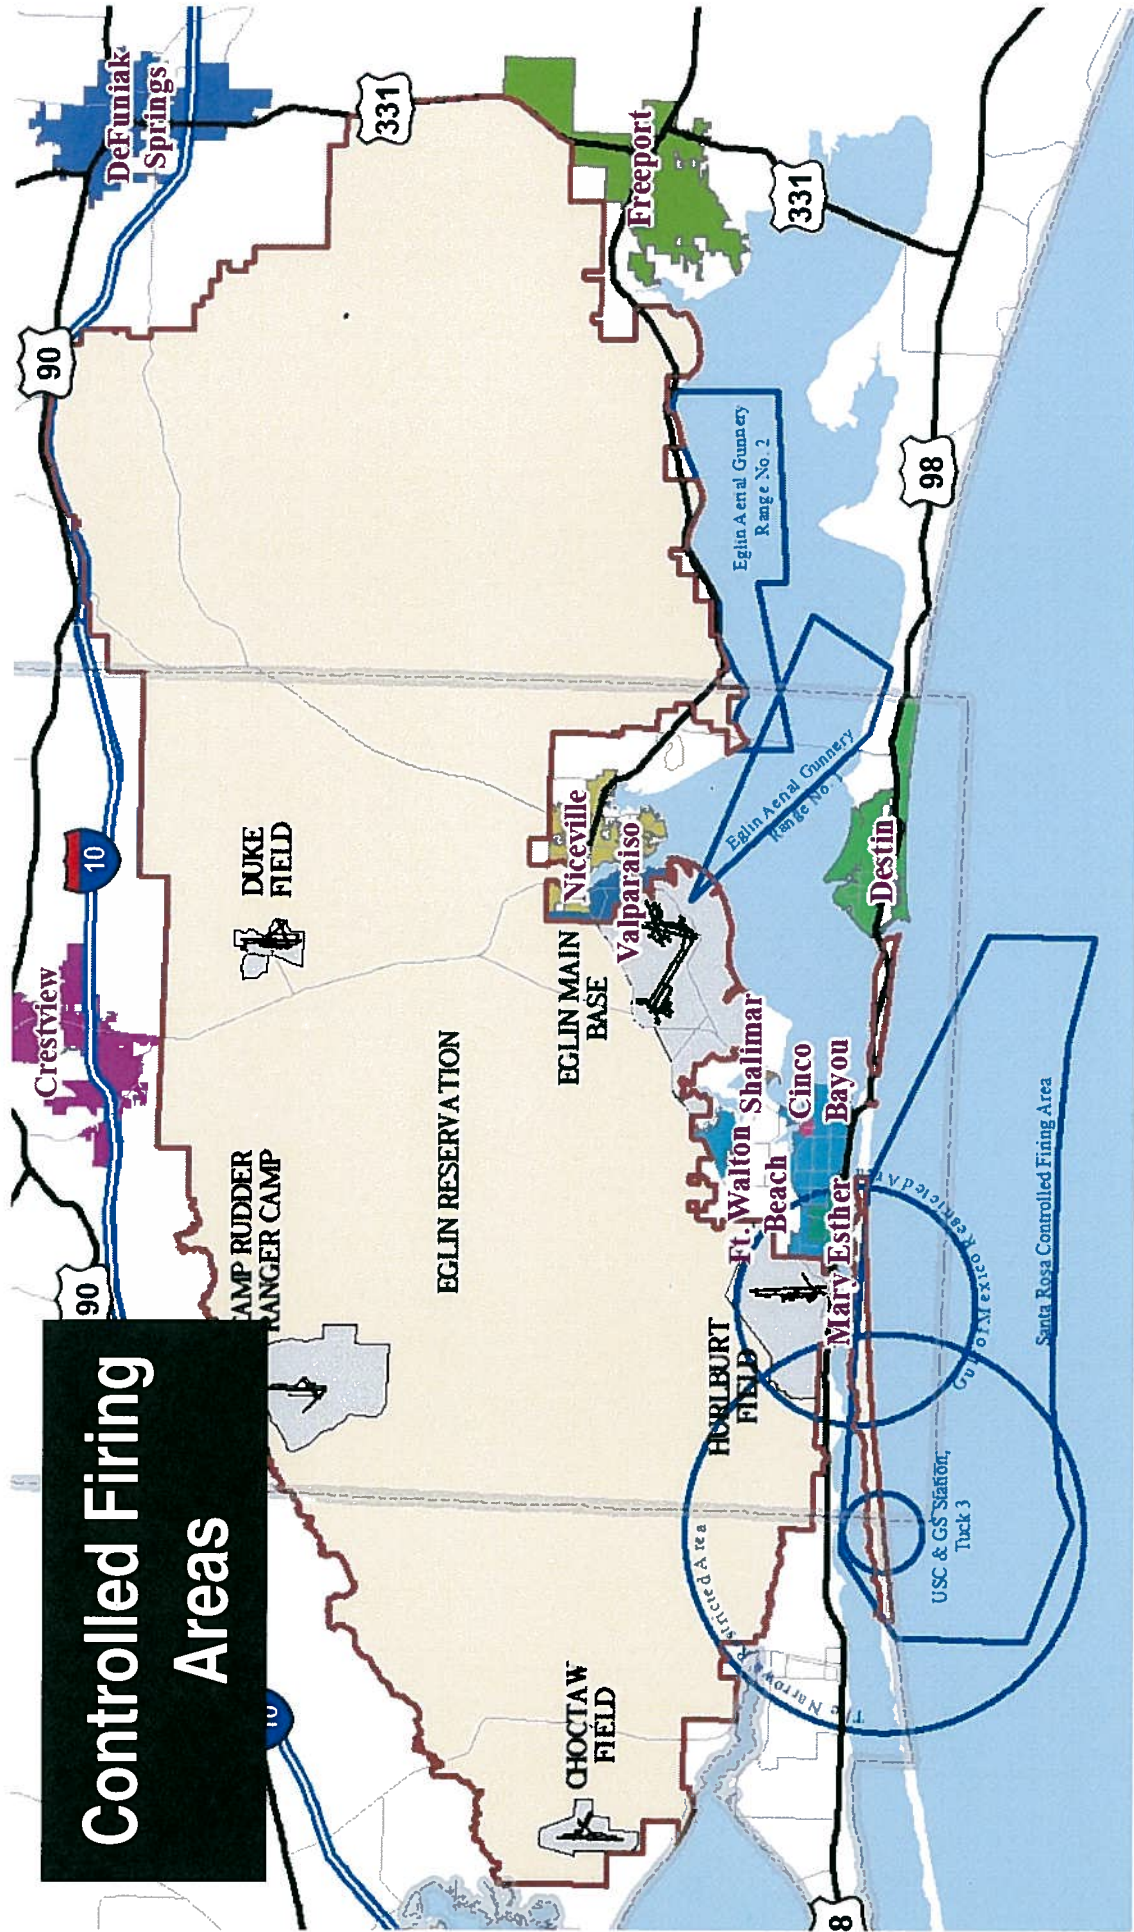 Controlled Firing
Areas
90
10
Crestview
10
90
DeFuniak
Springs
331
AMP RUDDER
RANGER CAMP
DUKE
FIELD
EGLIN RESERVATION
CHOCTAW
FIELD
EGLIN MAIN
BASE
Niceville
Valparaiso
Freeport
331
HURLBURT
FIELD
Ft. Walton
Beach
Shalimar
Cinco
Bayou
Mary Esther
Destin
98
8
Eglin Aerial Gunnery
Range No. 2
Eglin Aerial Gunnery
Range No. 1
The Narrows Restricted Area
Gulf of Mexico Restricted
USC & GS Station,
Tuck 3
Santa Rosa Controlled Firing Area